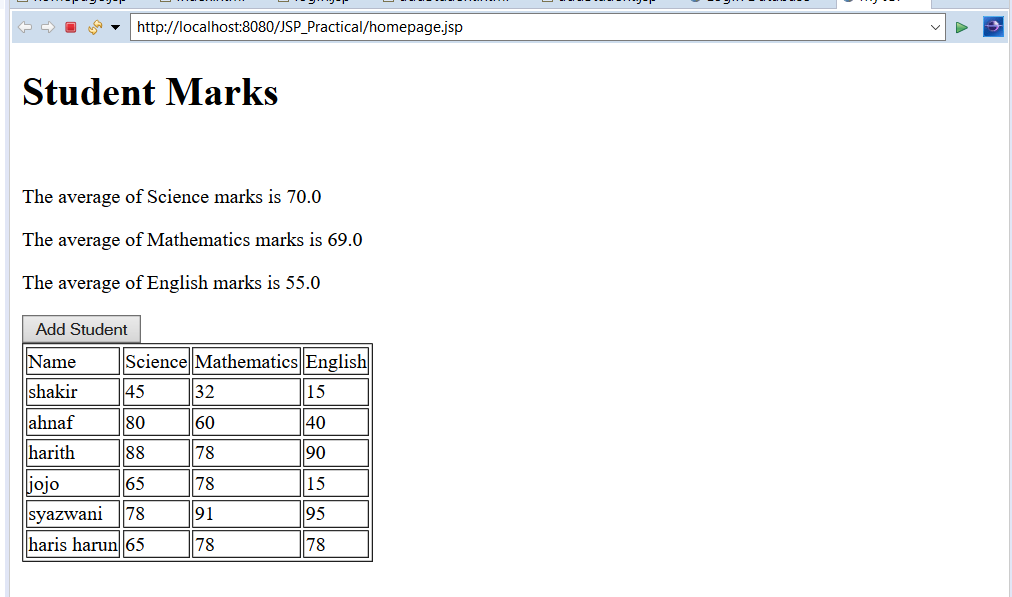 http://localhost:8080/JSP_Practical/homepage.jsp
Student Marks
The average of Science marks is 70.0
The average of Mathematics marks is 69.0
The average of English marks is 55.0
Add Student
Name Science Mathematics English
shakir 45 32 15
ahnaf 80 60 40
harith 88 78 90
jojo 65 78 15
syazwani 78 91 95
haris harun 65 78 78